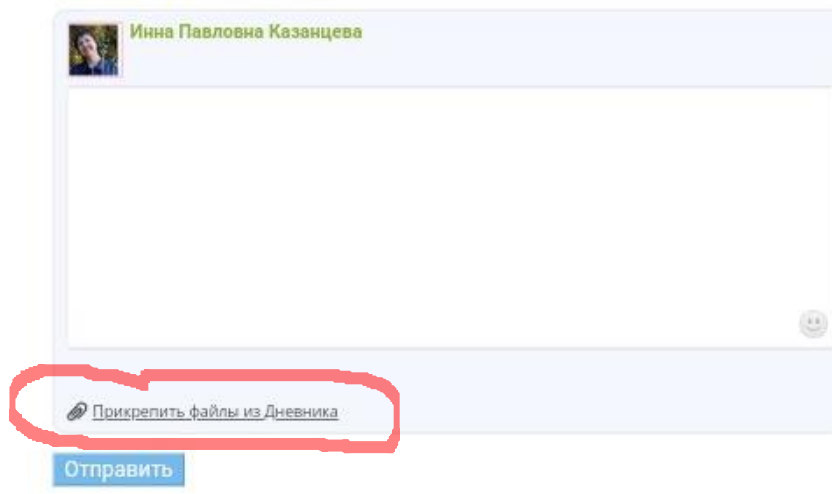 Инна Павловна Казанцева
Прикрепить файлы из Дневника
Отправить